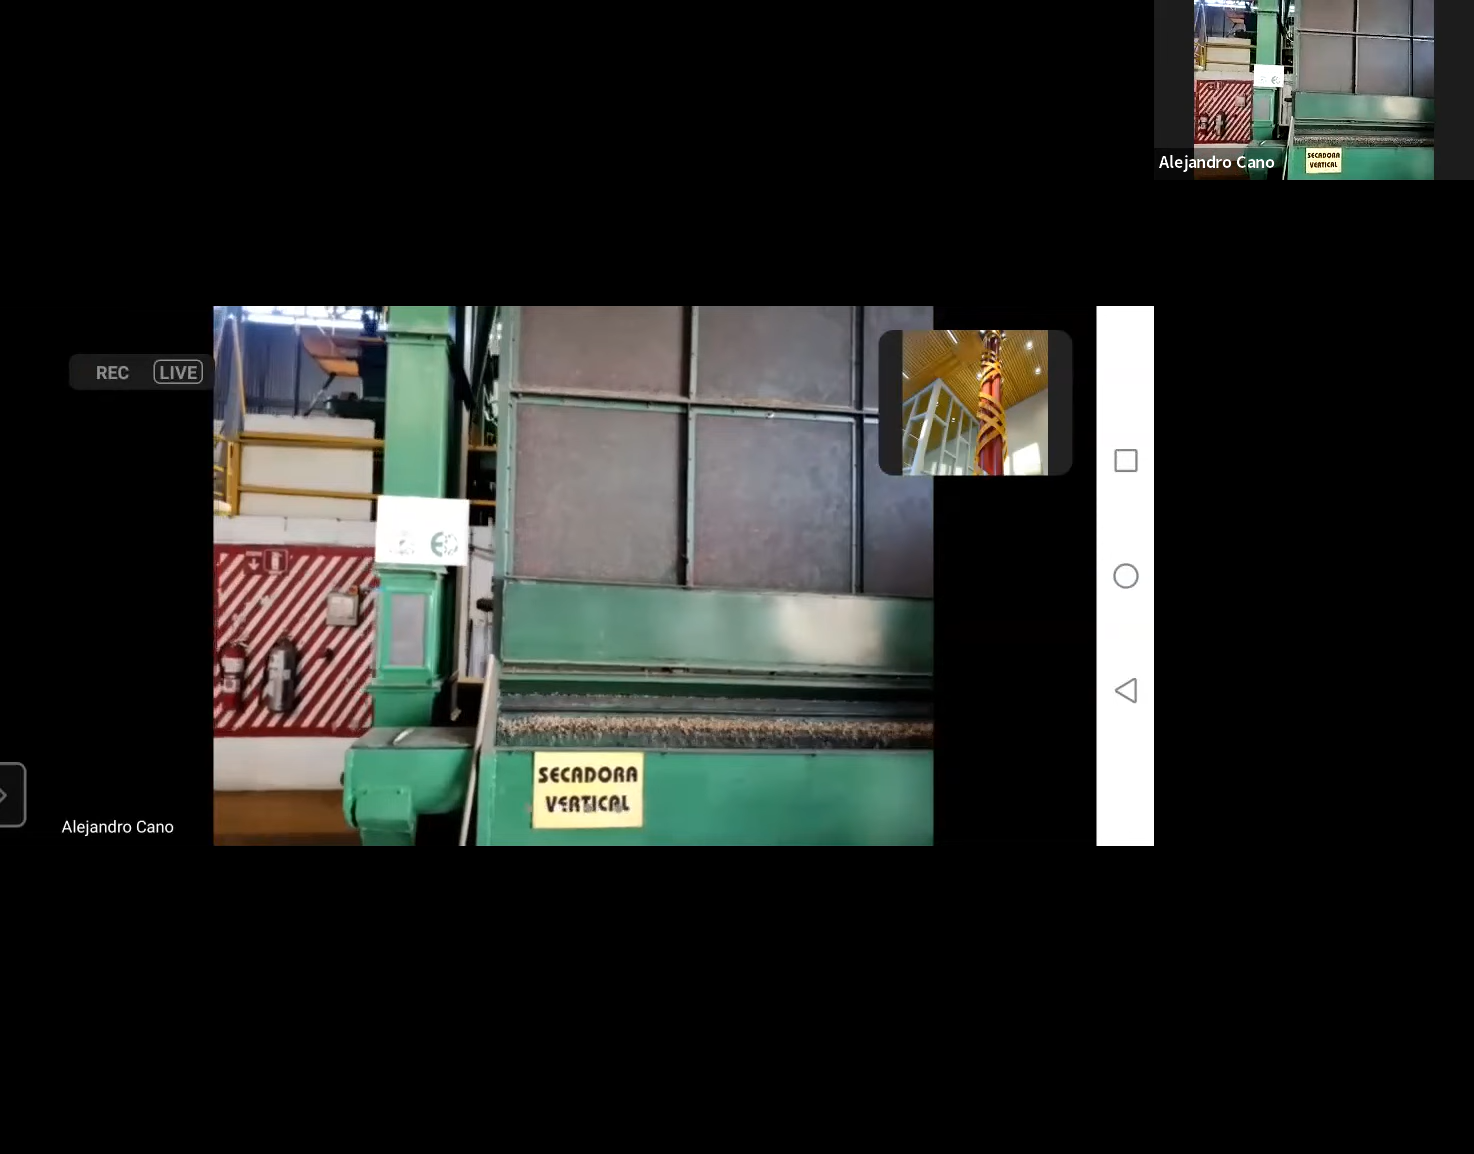 Alejandro Cano
REC LIVE
SECADORA
VERTICAL
Alejandro Cano
SECADORA
VERTICAL